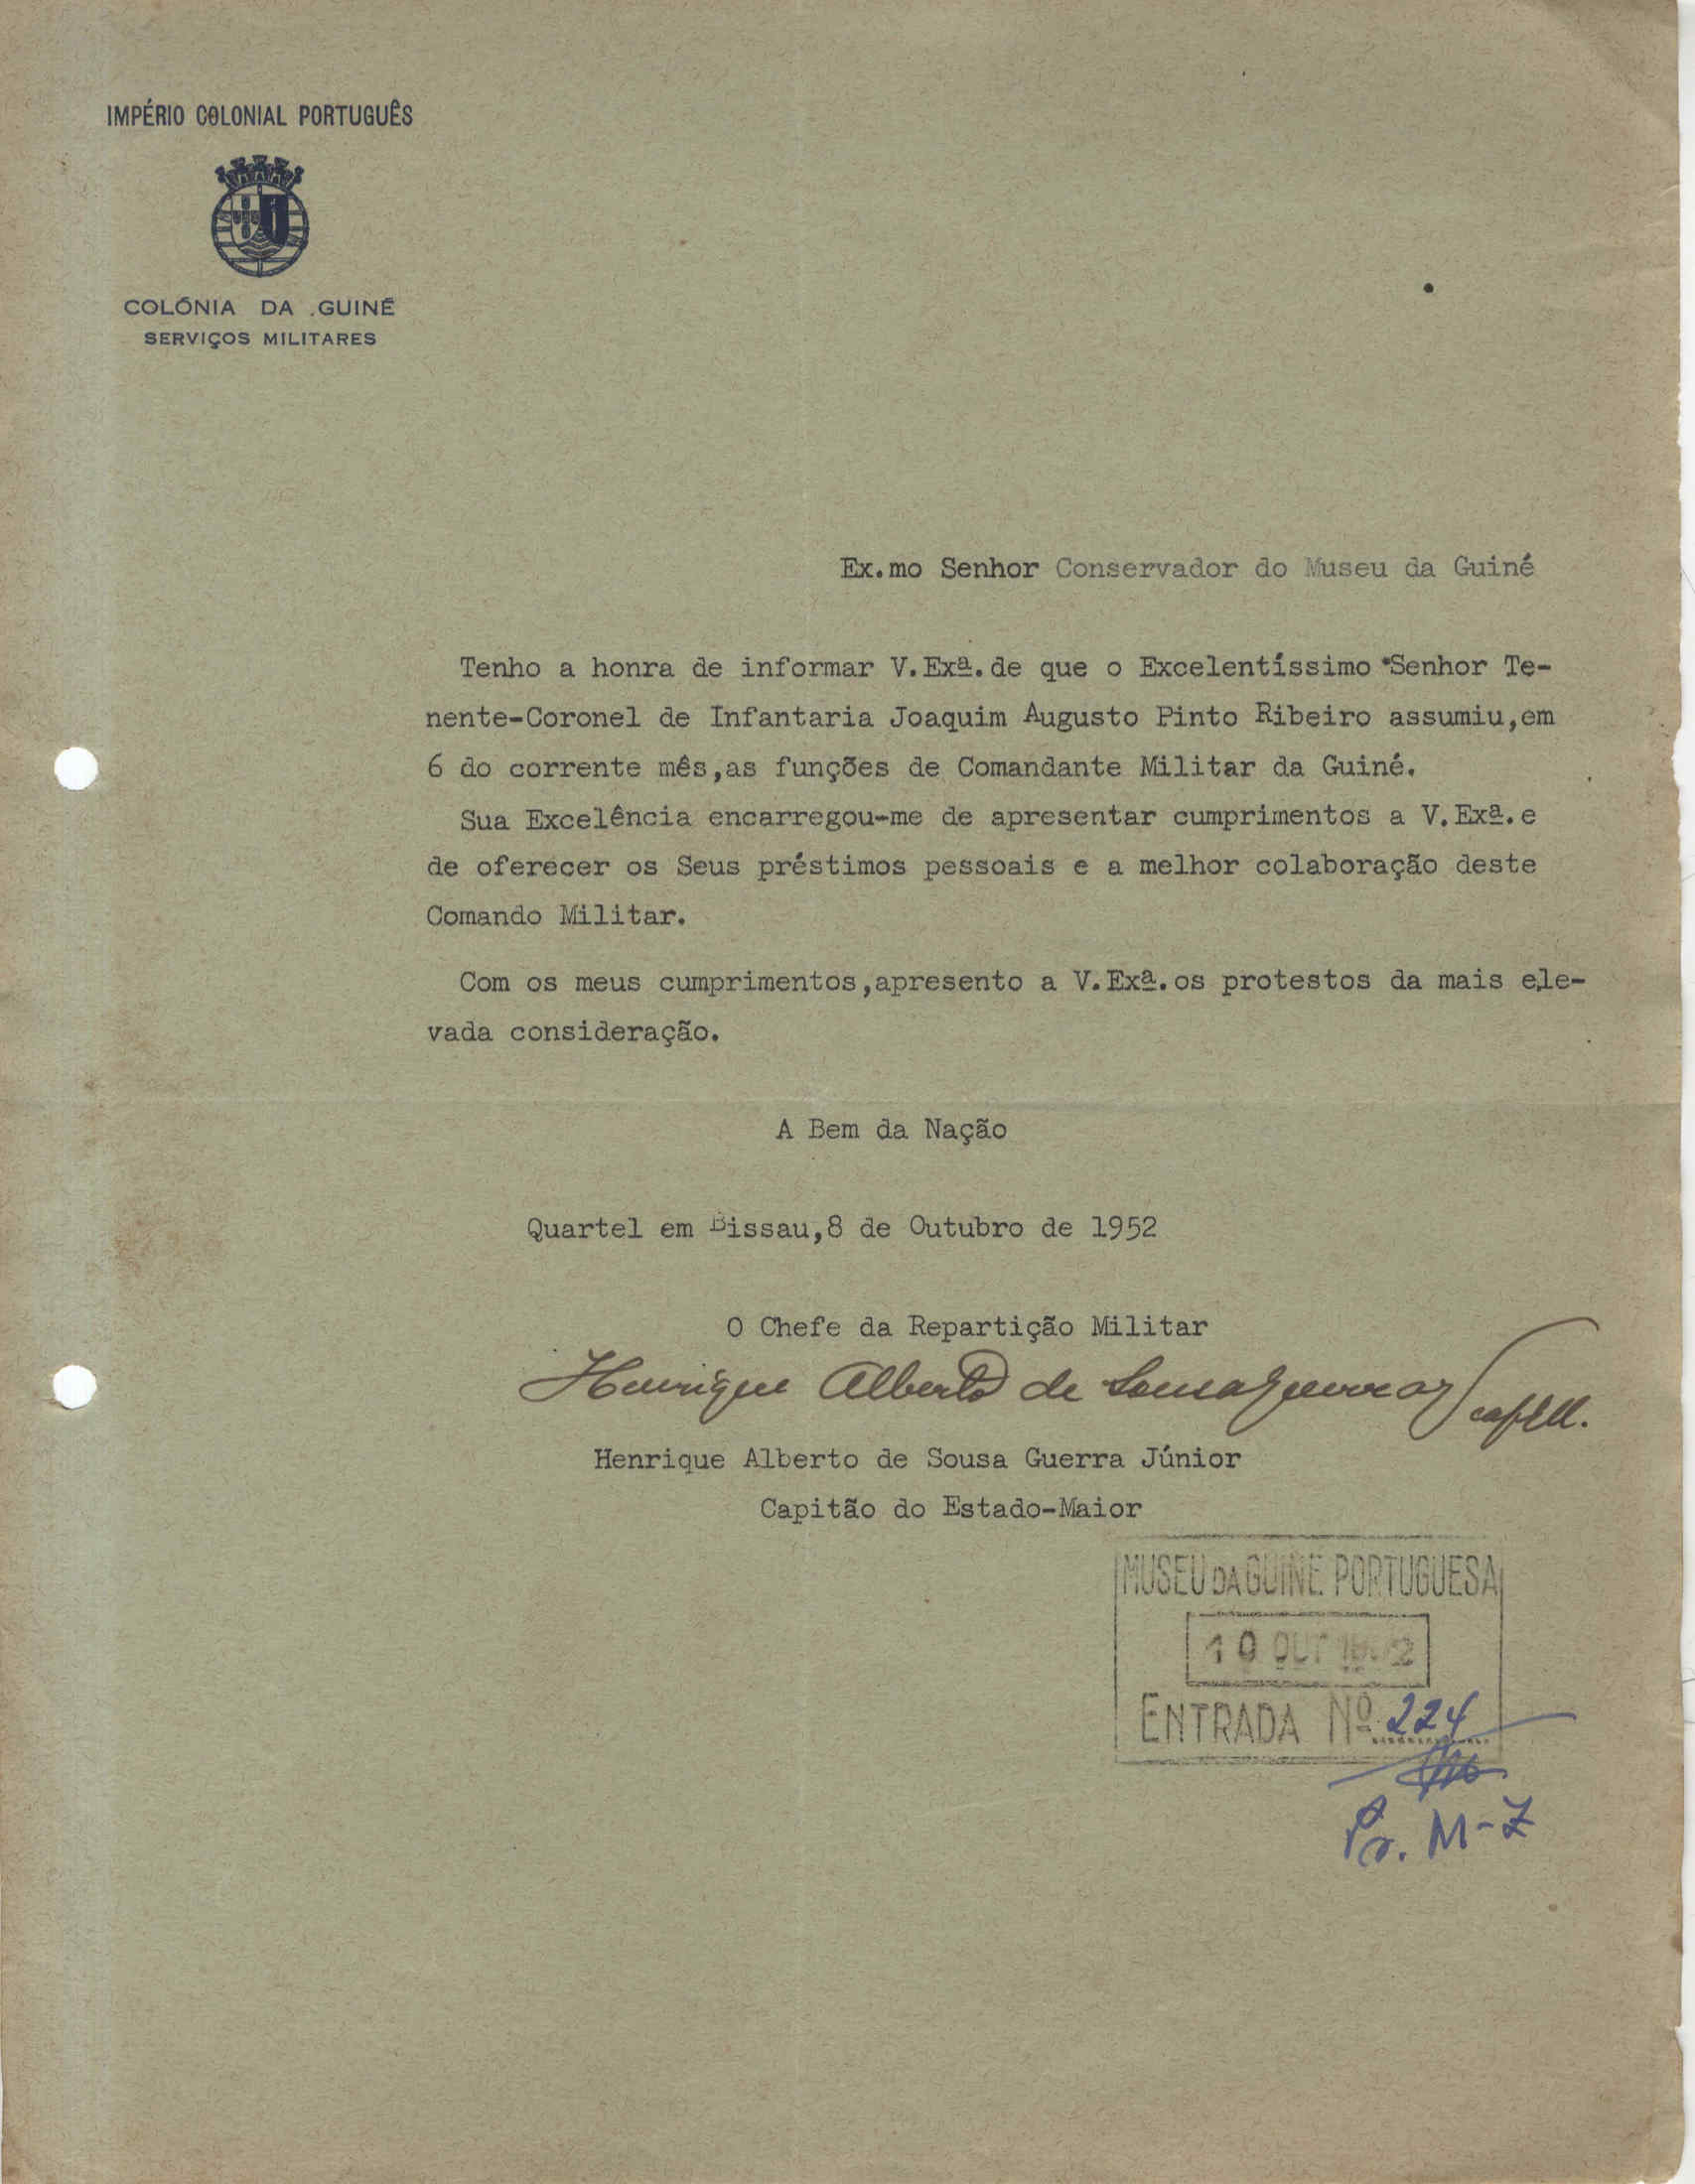 IMPÉRIO COLONIAL PORTUGUÊS
COLÓNIA DA GUINÉ
SERVIÇOS MILITARES
Ex.mo Senhor Conservador do Museu da Guiné
Tenho a honra de informar V.Exª.de que o Excelentíssimo Senhor Te-
nente-Coronel de Infantaria Joaquim Augusto Pinto Ribeiro assumiu,em
6 do corrente mês,as funções de Comandante Militar da Guiné.
Sua Excelência encarregou-me de apresentar cumprimentos a V.Exª.e
de oferecer os Seus préstimos pessoais e a melhor colaboração deste
Comando Militar.
Com os meus cumprimentos,apresento a V.Exª.os protestos da mais ele-
vada consideração.
A Bem da Nação
Quartel em Bissau,8 de Outubro de 1952
O Chefe da Repartição Militar
Henrique Alberto de Sousa Guerra
Henrique Alberto de Sousa Guerra Júnior
Capitão do Estado-Maior
MUSEU DA GUINÉ PORTUGUESA
10 OUT 1952
ENTRADA Nº 224
Pr. M-Z